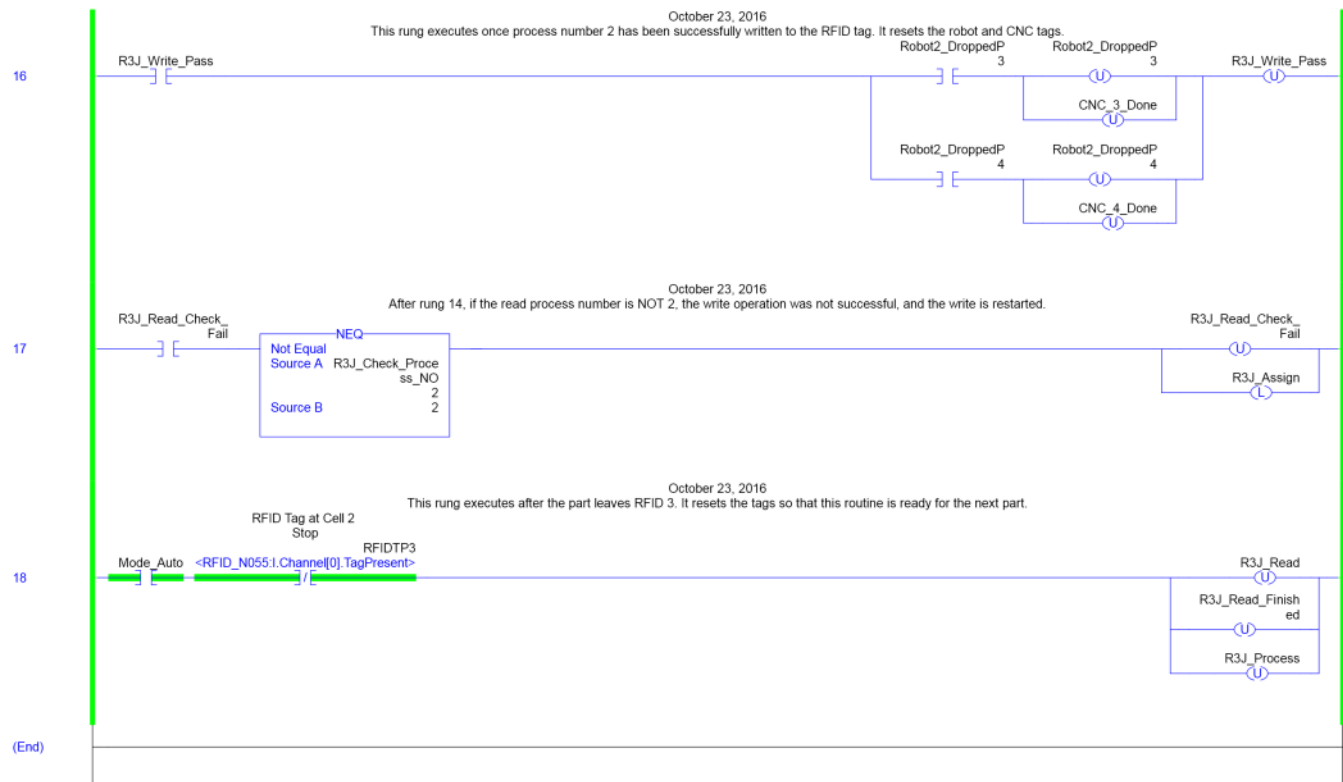 October 23, 2016
This rung executes once process number 2 has been successfully written to the RFID tag. It resets the robot and CNC tags.
16
R3J_Write_Pass
Robot2_DroppedP
3
Robot2_DroppedP
3
R3J_Write_Pass
U
U
CNC_3_Done
U
Robot2_DroppedP
4
Robot2_DroppedP
4
U
CNC_4_Done
U
October 23, 2016
After rung 14, if the read process number is NOT 2, the write operation was not successful, and the write is restarted.
17
R3J_Read_Check_
Fail
NEQ
Not Equal
Source A R3J_Check_Proce
ss_NO
2
Source B 2
R3J_Read_Check_
Fail
U
R3J_Assign
L
October 23, 2016
This rung executes after the part leaves RFID 3. It resets the tags so that this routine is ready for the next part.
18
Mode_Auto
RFID Tag at Cell 2
Stop
RFIDTP3
<RFID_N055:I.Channel[0].TagPresent>
/
R3J_Read
U
R3J_Read_Finish
ed
U
R3J_Process
U
(End)